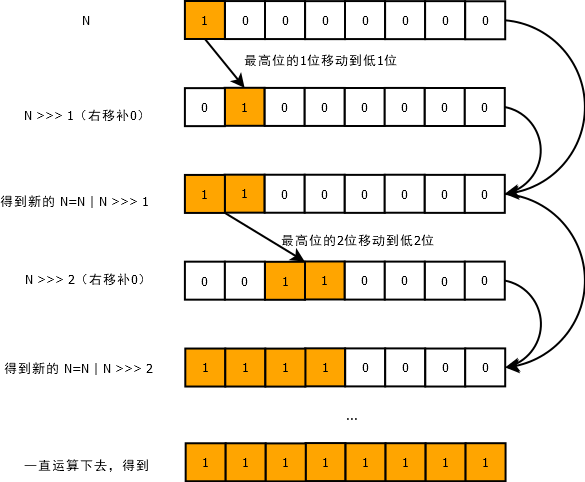 N 1 0 0 0 0 0 0 0
最高位的1位移动到低1位
N >>> 1（右移补0） 0 1 0 0 0 0 0 0
得到新的 N=N | N >>> 1 1 1 0 0 0 0 0 0
最高位的2位移动到低2位
N >>> 2（右移补0） 0 0 1 1 0 0 0 0
得到新的 N=N | N >>> 2 1 1 1 1 0 0 0 0
...
一直运算下去，得到 1 1 1 1 1 1 1 1